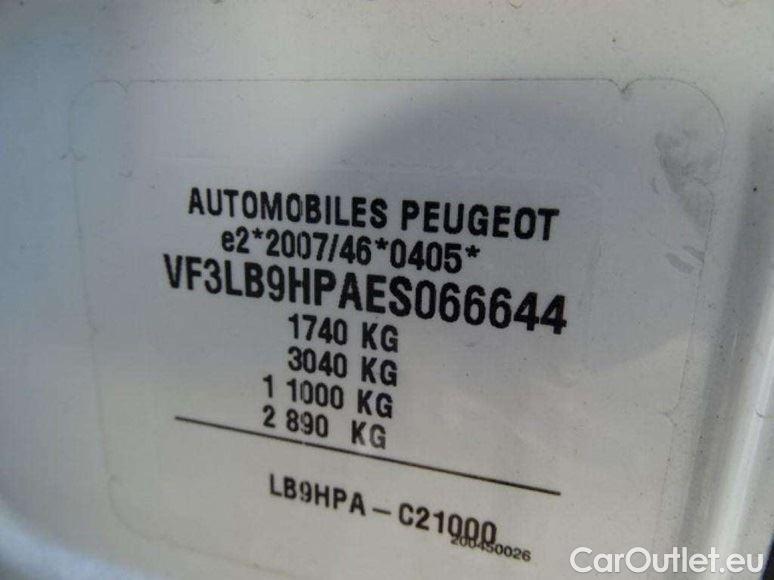 AUTOMOBILES PEUGEOT
e2*2007/46*0405*
VF3LB9HPAES066644
1740 KG
3040 KG
1 1000 KG
2 890 KG
LB9HPA - C21000
200450026
CarOutlet.eu